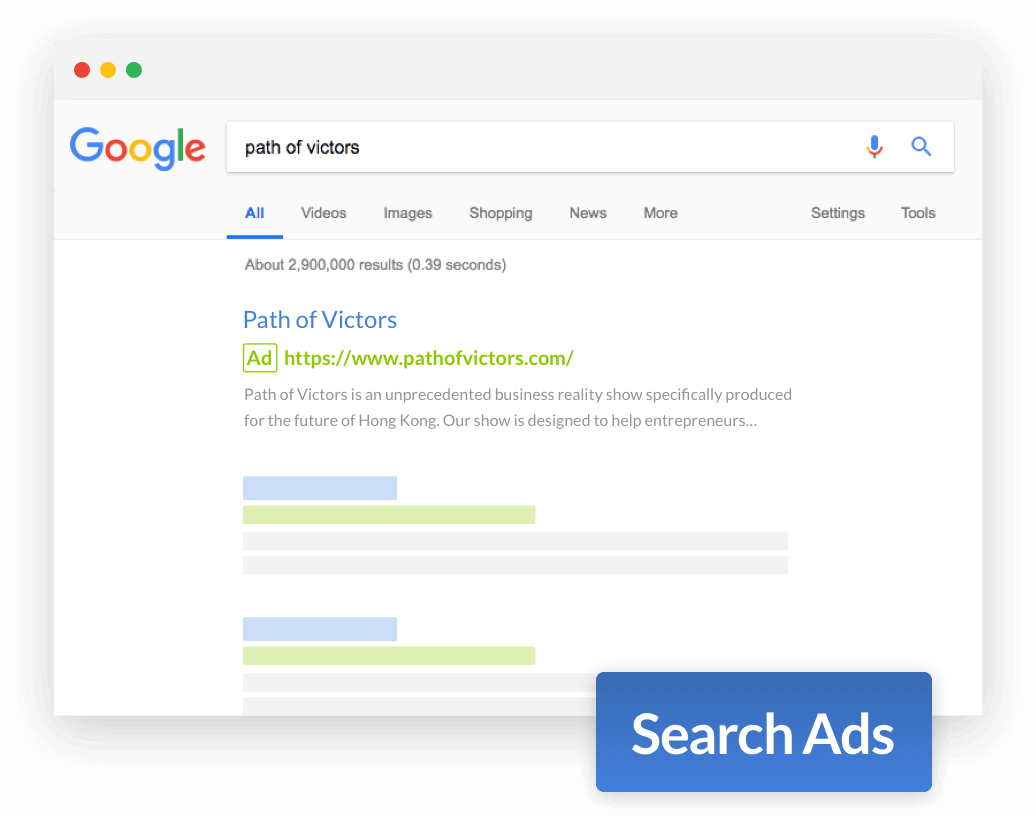 Google path of victors
All Videos Images Shopping News More Settings Tools
About 2,900,000 results (0.39 seconds)
Path of Victors
Ad https://www.pathofvictors.com/
Path of Victors is an unprecedented business reality show specifically produced
for the future of Hong Kong. Our show is designed to help entrepreneurs...
Search Ads